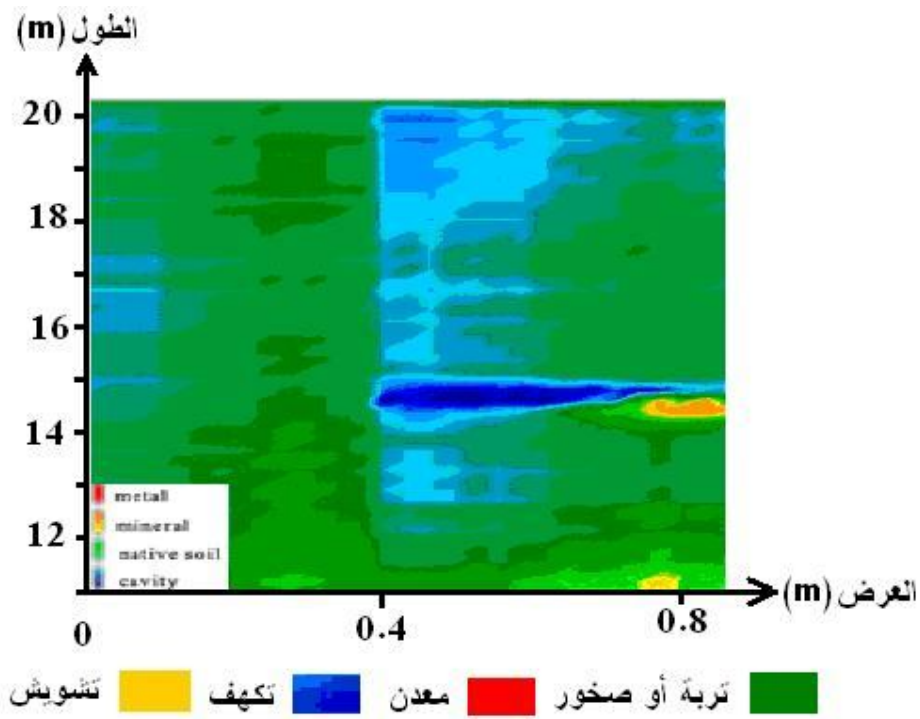 الطول (m)
20
18
16
14
12
metall
mineral
native soil
cavity
0
0.4
0.8
العرض (m)
تربة أو صخور
معدن
تكهف
تشويش